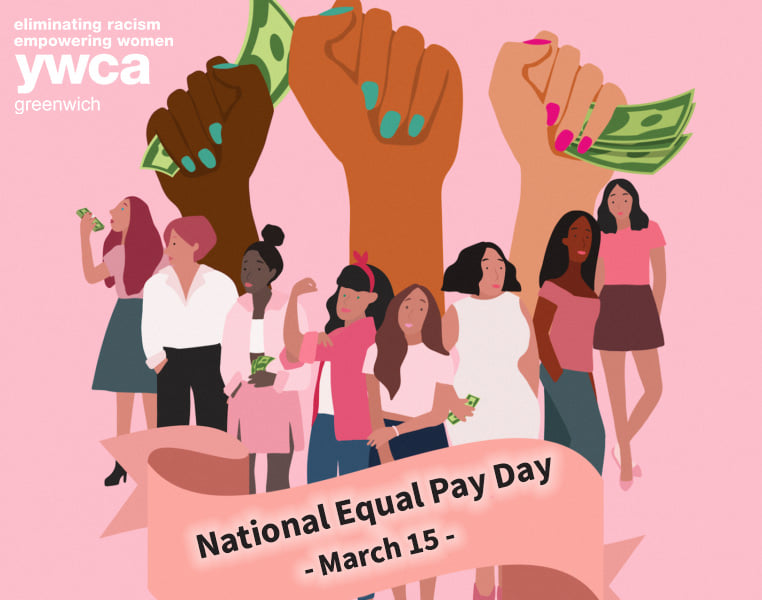 eliminating racism
empowering women
ywca
greenwich
National Equal Pay Day
- March 15 -